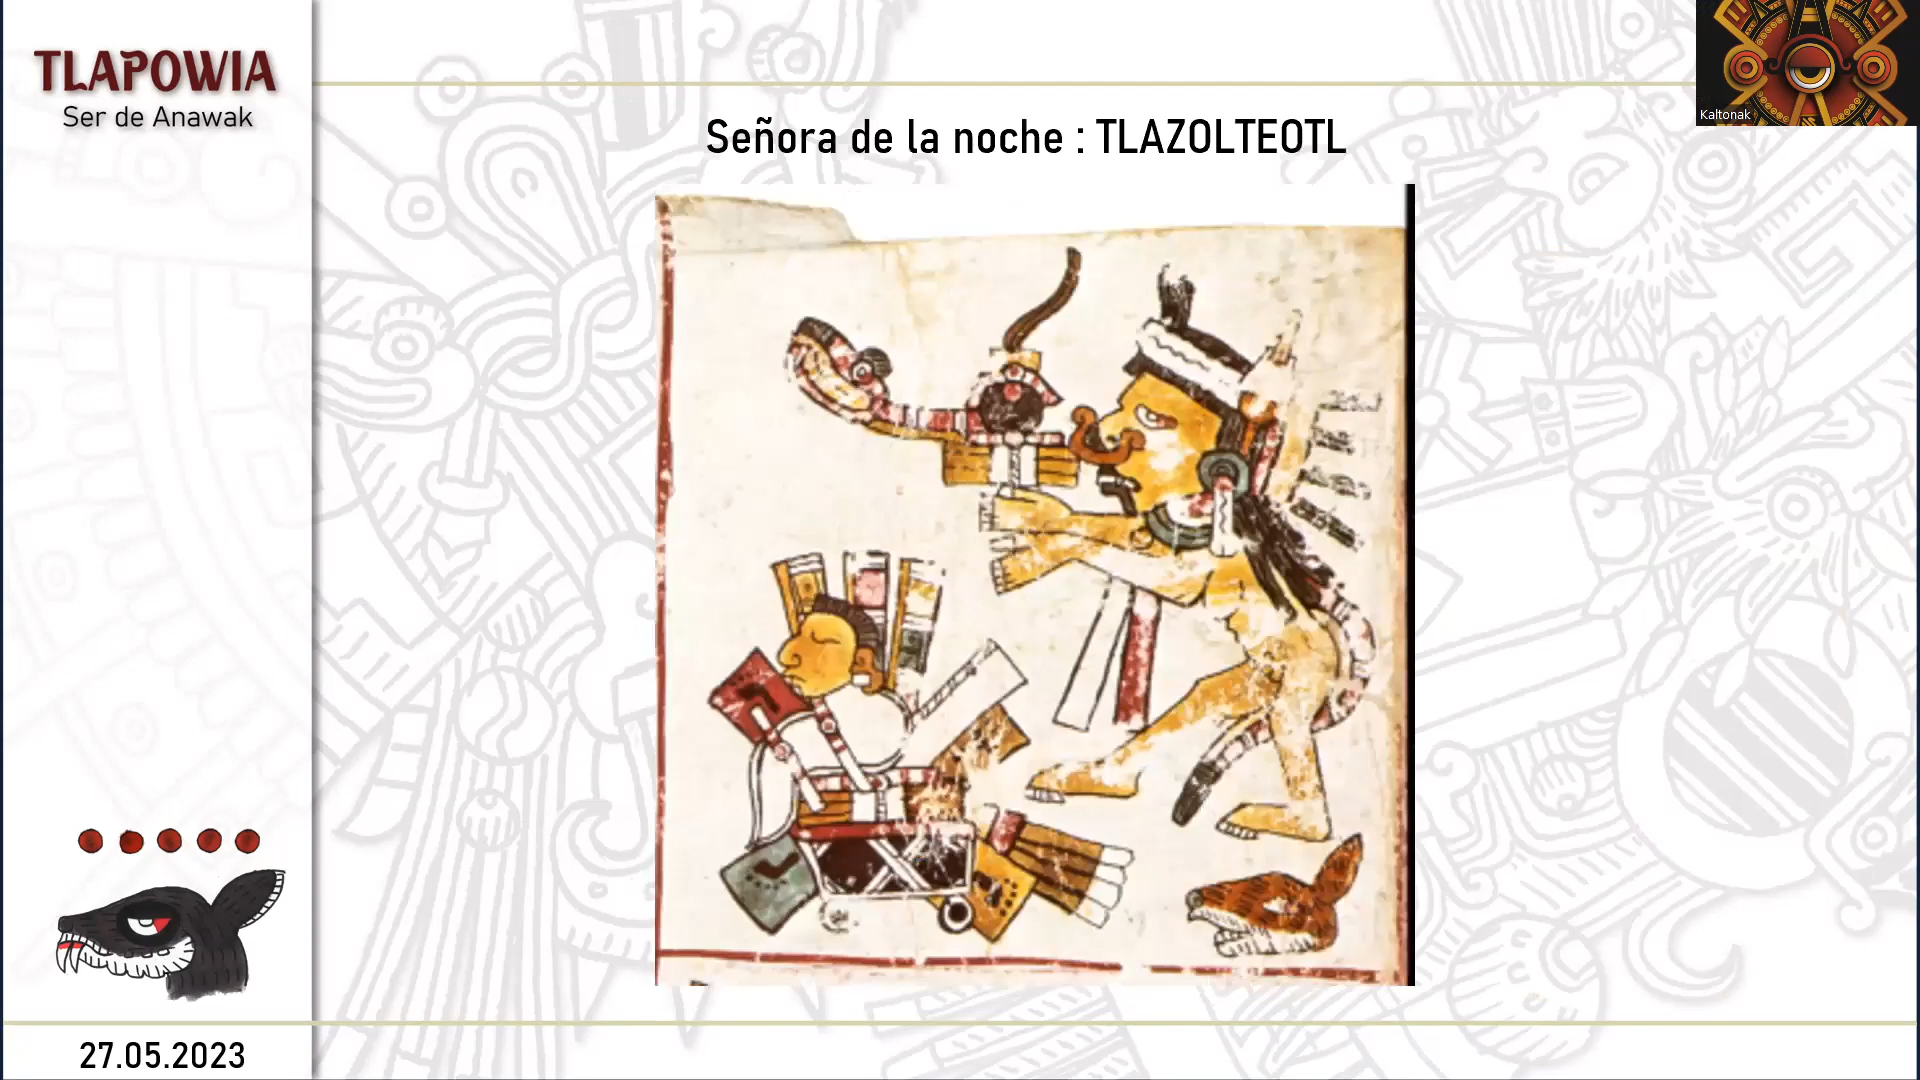 TLAPOWIA
Ser de Anawak
Kaltonak
Señora de la noche : TLAZOLTEOTL
27.05.2023